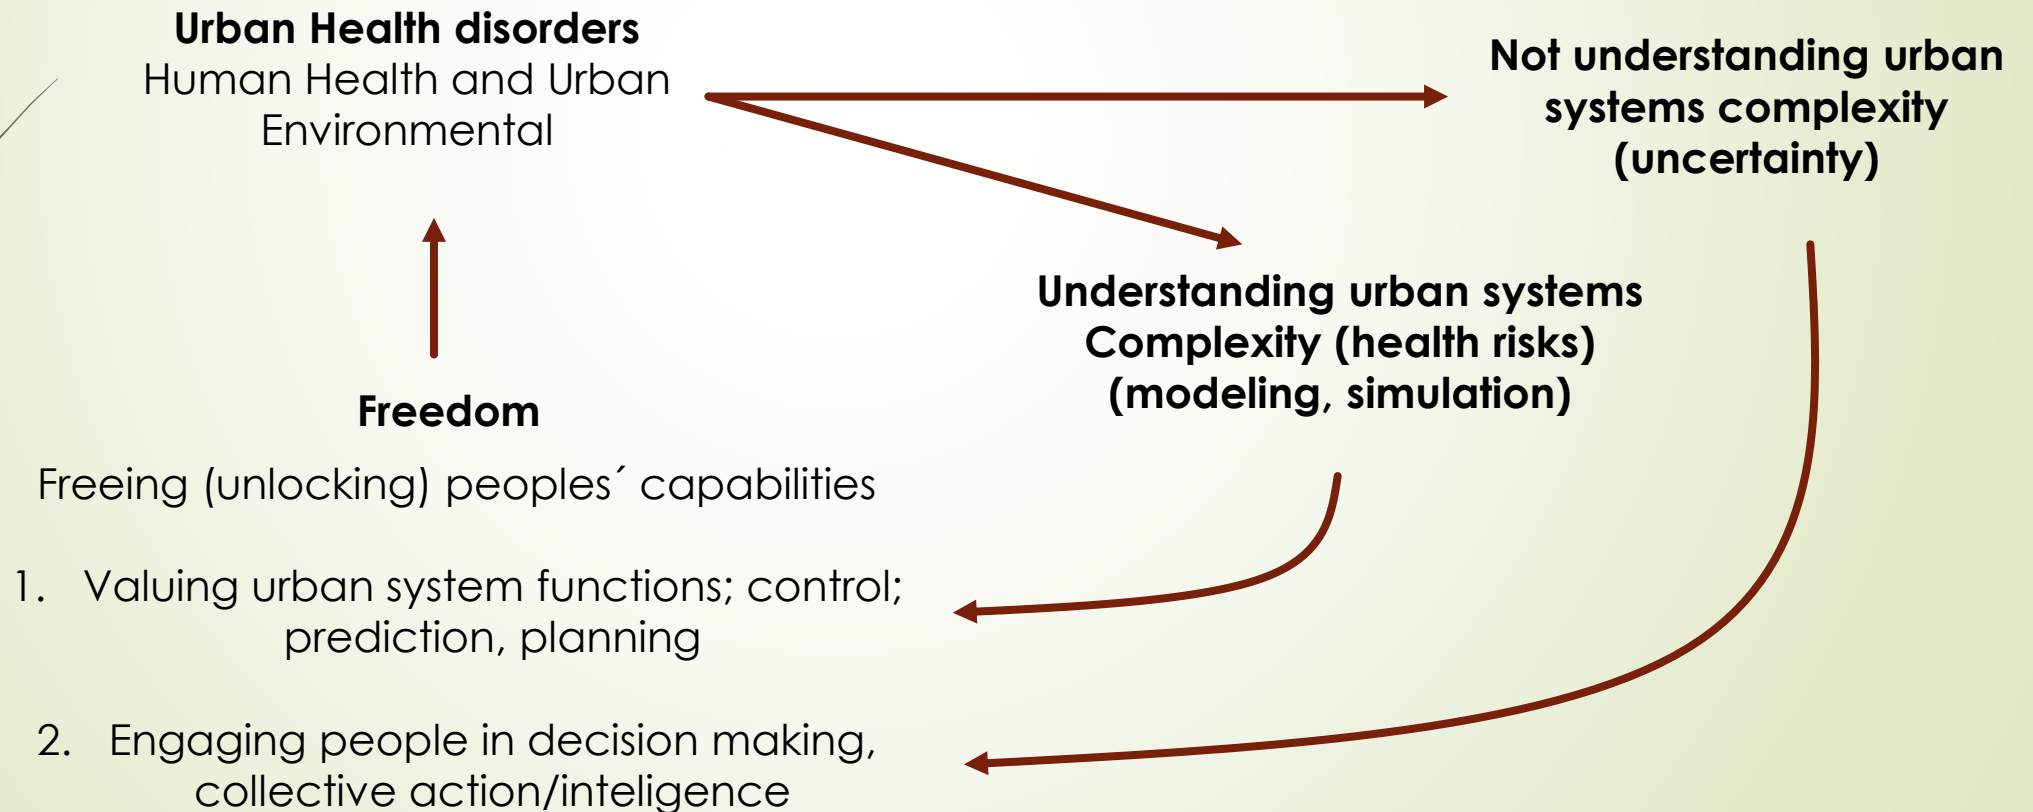 Urban Health disorders
Human Health and Urban
Environmental
Not understanding urban
systems complexity
(uncertainty)
Understanding urban systems
Complexity (health risks)
(modeling, simulation)
Freedom
Freeing (unlocking) peoples´ capabilities
1. Valuing urban system functions; control;
prediction, planning
2. Engaging people in decision making,
collective action/inteligence